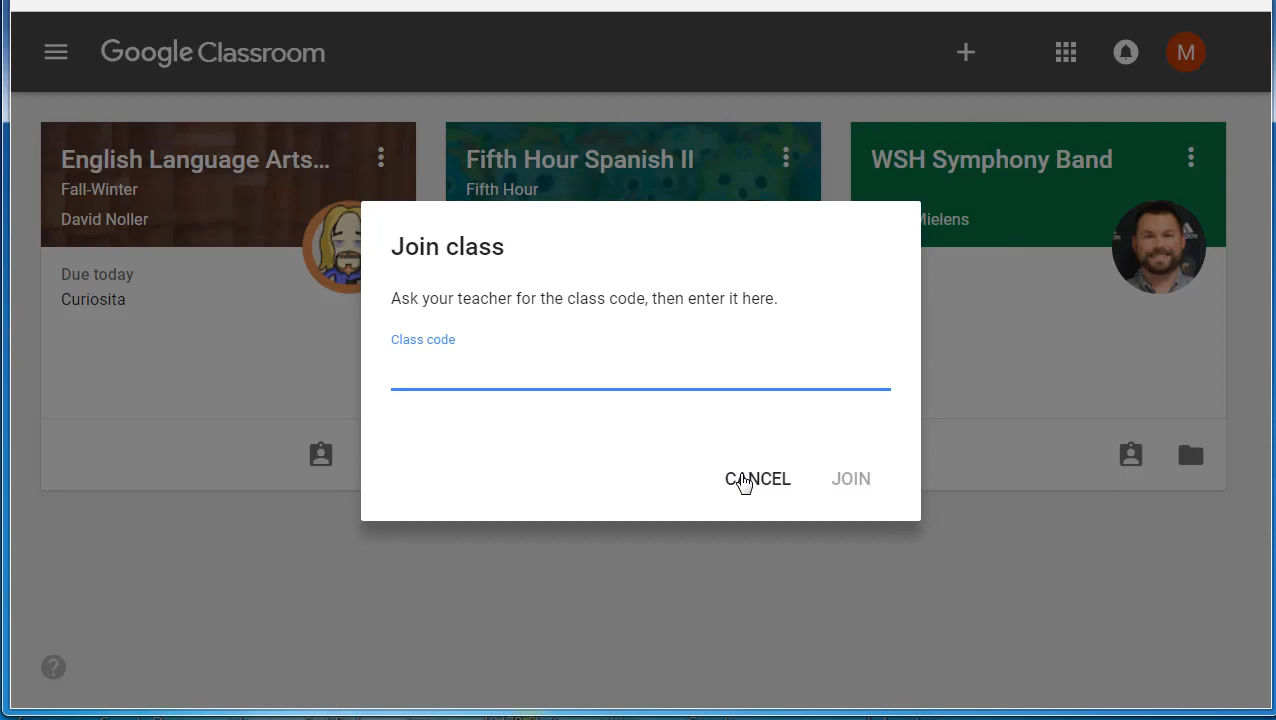 Google Classroom
M
English Language Arts...
Fall-Winter
David Noller
Due today
Curiosita
Fifth Hour Spanish II
Fifth Hour
WSH Symphony Band
Mielens
Join class
Ask your teacher for the class code, then enter it here.
Class code
CANCEL
JOIN
?